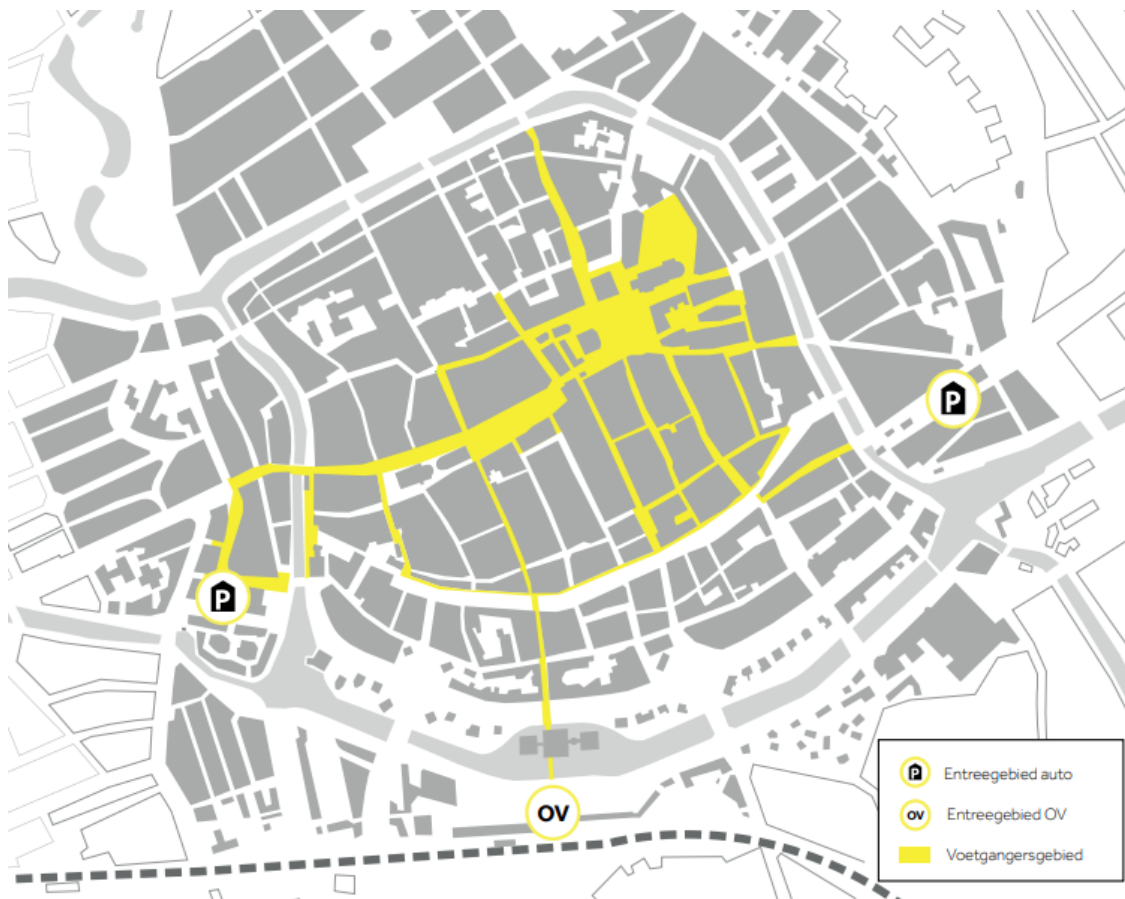 P
P
OV
P Entreegebied auto
OV Entreegebied OV
Voetgangersgebied